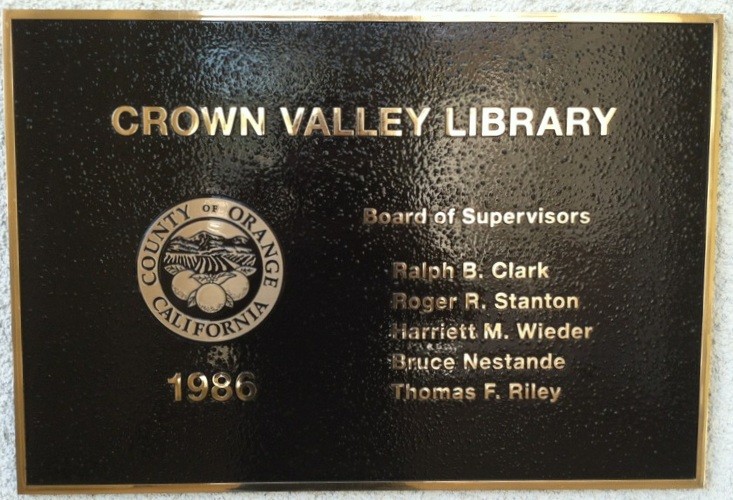 CROWN VALLEY LIBRARY
COUNTY OF ORANGE
CALIFORNIA
1986
Board of Supervisors
Ralph B. Clark
Roger R. Stanton
Harriett M. Wieder
Bruce Nestande
Thomas F. Riley